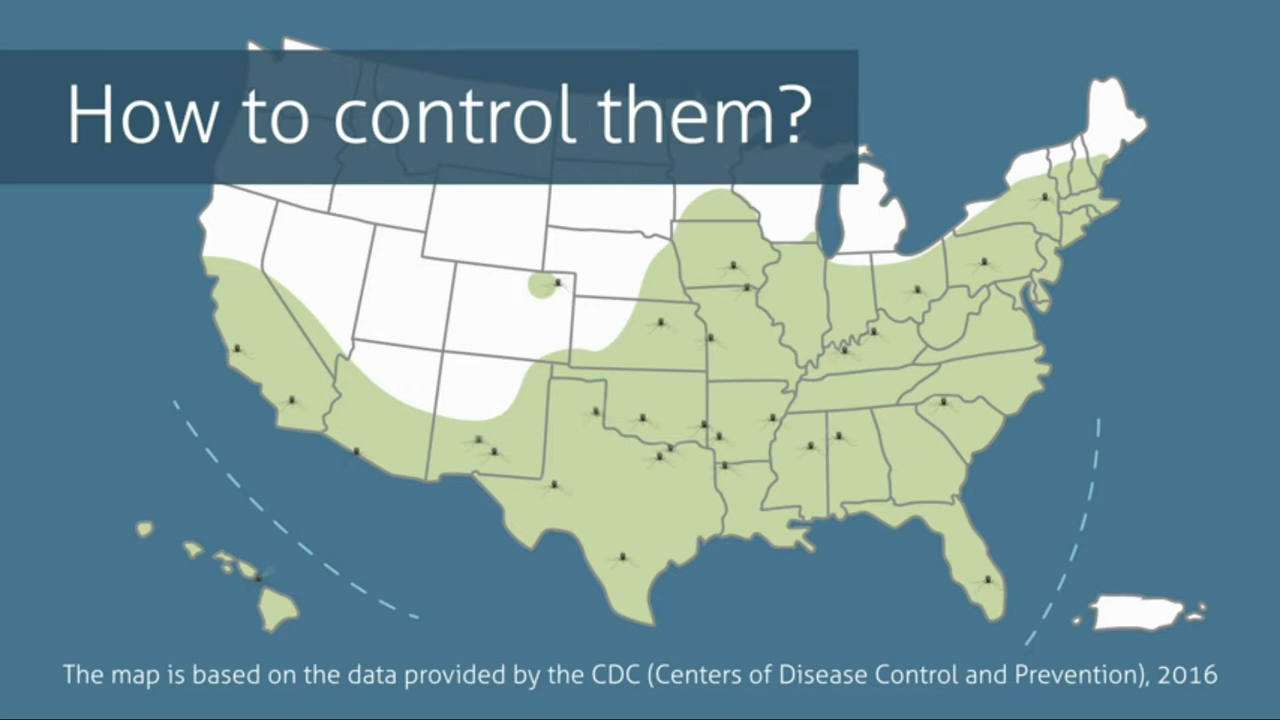 How to control them?
The map is based on the data provided by the CDC (Centers of Disease Control and Prevention), 2016